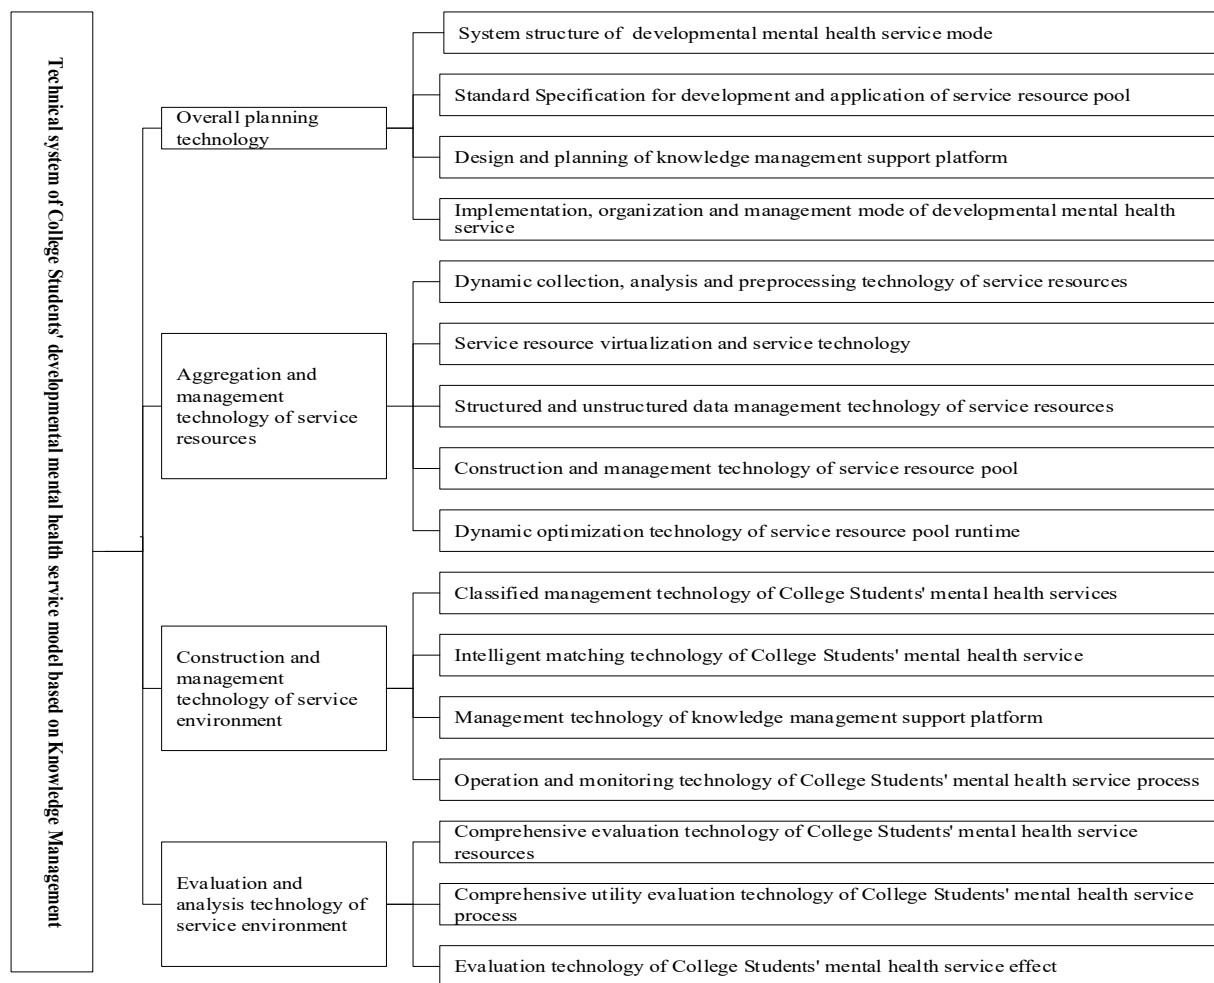 Technical system of College Students' developmental mental health service model based on Knowledge Management
Overall planning
technology
System structure of developmental mental health service mode
Standard Specification for development and application of service resource pool
Design and planning of knowledge management support platform
Implementation, organization and management mode of developmental mental health
service
Aggregation and
management
technology of service
resources
Dynamic collection, analysis and preprocessing technology of service resources
Service resource virtualization and service technology
Structured and unstructured data management technology of service resources
Construction and management technology of service resource pool
Dynamic optimization technology of service resource pool runtime
Construction and
management
technology of service
environment
Classified management technology of College Students' mental health services
Intelligent matching technology of College Students' mental health service
Management technology of knowledge management support platform
Operation and monitoring technology of College Students' mental health service process
Evaluation and
analysis technology of
service environment
Comprehensive evaluation technology of College Students' mental health service
resources
Comprehensive utility evaluation technology of College Students' mental health service
process
Evaluation technology of College Students' mental health service effect